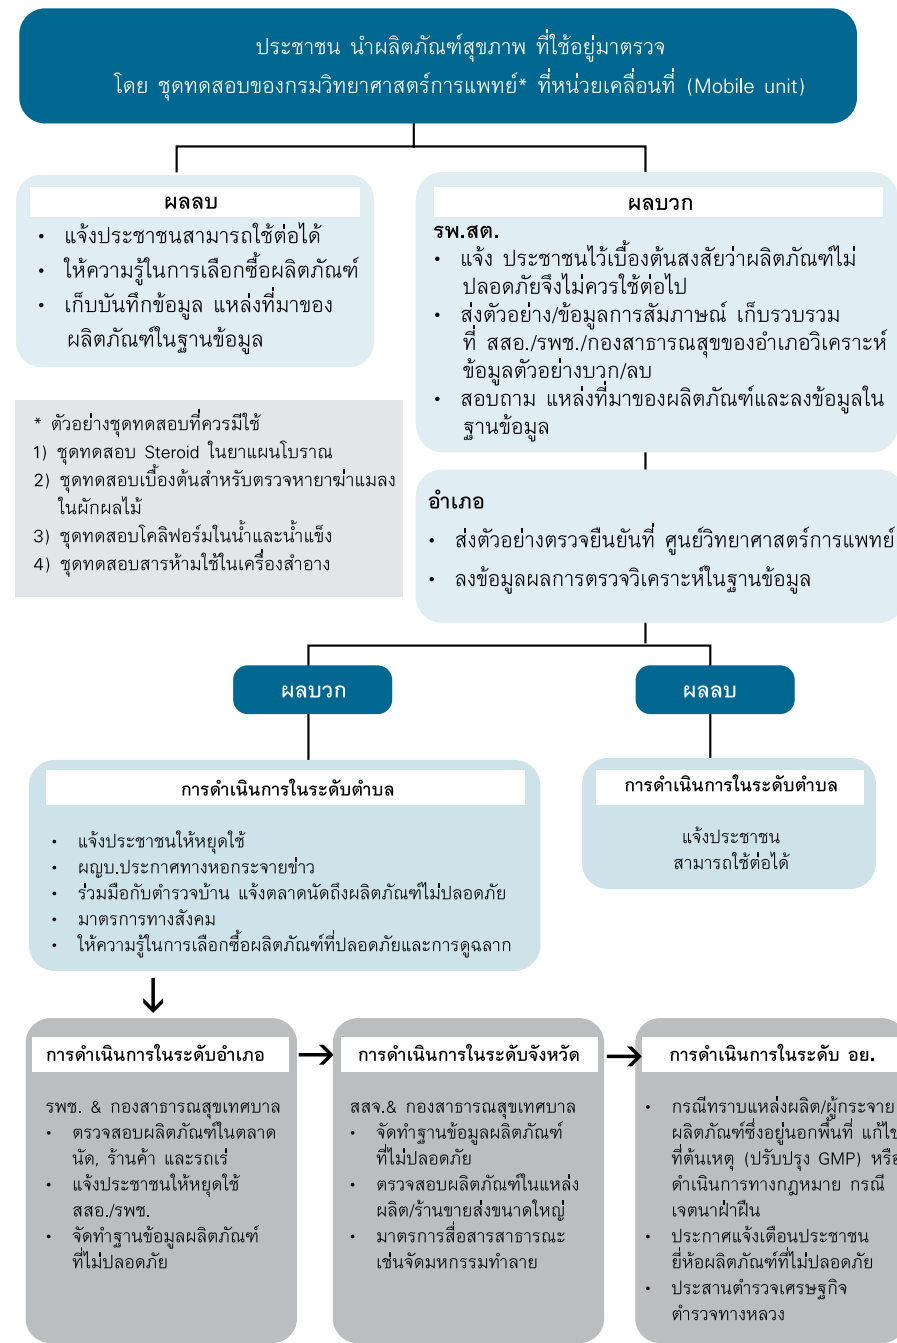 ประชาชน นำผลิตภัณฑ์สุขภาพ ที่ใช้อยู่มาตรวจ
โดย ชุดทดสอบของกรมวิทยาศาสตร์การแพทย์* ที่หน่วยเคลื่อนที่ (Mobile unit)
ผลลบ
• แจ้งประชาชนสามารถใช้ต่อได้
• ให้ความรู้ในการเลือกซื้อผลิตภัณฑ์
• เก็บบันทึกข้อมูล แหล่งที่มาของ
ผลิตภัณฑ์ในฐานข้อมูล
ผลบวก
รพ.สต.
• แจ้ง ประชาชนไว้เบื้องต้นสงสัยว่าผลิตภัณฑ์ไม่
ปลอดภัยจึงไม่ควรใช้ต่อไป
• ส่งตัวอย่าง/ข้อมูลการสัมภาษณ์ เก็บรวบรวม
ที่ สสอ./รพช./กองสาธารณสุขของอำเภอวิเคราะห์
ข้อมูลตัวอย่างบวก/ลบ
• สอบถาม แหล่งที่มาของผลิตภัณฑ์และลงข้อมูลใน
ฐานข้อมูล
* ตัวอย่างชุดทดสอบที่ควรมีใช้
1) ชุดทดสอบ Steroid ในยาแผนโบราณ
2) ชุดทดสอบเบื้องต้นสำหรับตรวจหายาฆ่าแมลง
ในผักผลไม้
3) ชุดทดสอบโคลิฟอร์มในน้ำและน้ำแข็ง
4) ชุดทดสอบสารห้ามใช้ในเครื่องสำอาง
อำเภอ
• ส่งตัวอย่างตรวจยืนยันที่ ศูนย์วิทยาศาสตร์การแพทย์
• ลงข้อมูลผลการตรวจวิเคราะห์ในฐานข้อมูล
ผลบวก
ผลลบ
การดำเนินการในระดับตำบล
• แจ้งประชาชนให้หยุดใช้
• ผญบ.ประกาศทางหอกระจายข่าว
• ร่วมมือกับตำรวจบ้าน แจ้งตลาดนัดถึงผลิตภัณฑ์ไม่ปลอดภัย
• มาตรการทางสังคม
• ให้ความรู้ในการเลือกซื้อผลิตภัณฑ์ที่ปลอดภัยและการดูฉลาก
การดำเนินการในระดับตำบล
แจ้งประชาชน
สามารถใช้ต่อได้
การดำเนินการในระดับอำเภอ
รพช. & กองสาธารณสุขเทศบาล
• ตรวจสอบผลิตภัณฑ์ในตลาด
นัด, ร้านค้า และรถเร่
• แจ้งประชาชนให้หยุดใช้
สสอ./รพช.
• จัดทำฐานข้อมูลผลิตภัณฑ์
ที่ไม่ปลอดภัย
การดำเนินการในระดับจังหวัด
สสจ.& กองสาธารณสุขเทศบาล
• จัดทำฐานข้อมูลผลิตภัณฑ์
ที่ไม่ปลอดภัย
• ตรวจสอบผลิตภัณฑ์ในแหล่ง
ผลิต/ร้านขายส่งขนาดใหญ่
• มาตรการสื่อสารสาธารณะ
เช่นจัดมหกรรมทำลาย
การดำเนินการในระดับ อย.
• กรณีทราบแหล่งผลิต/ผู้กระจาย
ผลิตภัณฑ์ซึ่งอยู่นอกพื้นที่ แก้ไข
ที่ต้นเหตุ (ปรับปรุง GMP) หรือ
ดำเนินการทางกฎหมาย กรณี
เจตนาฝ่าฝืน
• ประกาศแจ้งเตือนประชาชน
ยี่ห้อผลิตภัณฑ์ที่ไม่ปลอดภัย
• ประสานตำรวจเศรษฐกิจ
ตำรวจทางหลวง